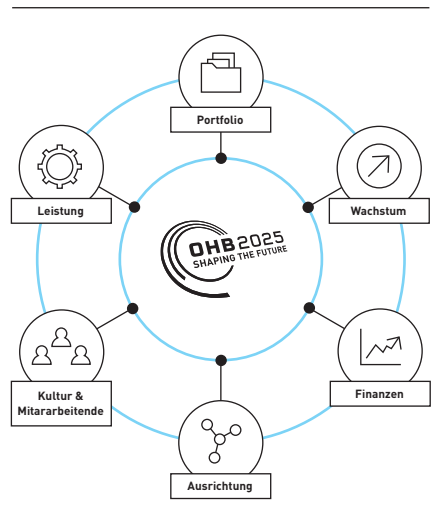 Portfolio
Leistung
Wachstum
OHB2025
SHAPING THE FUTURE
Kultur &
Mitararbeitende
Finanzen
Ausrichtung